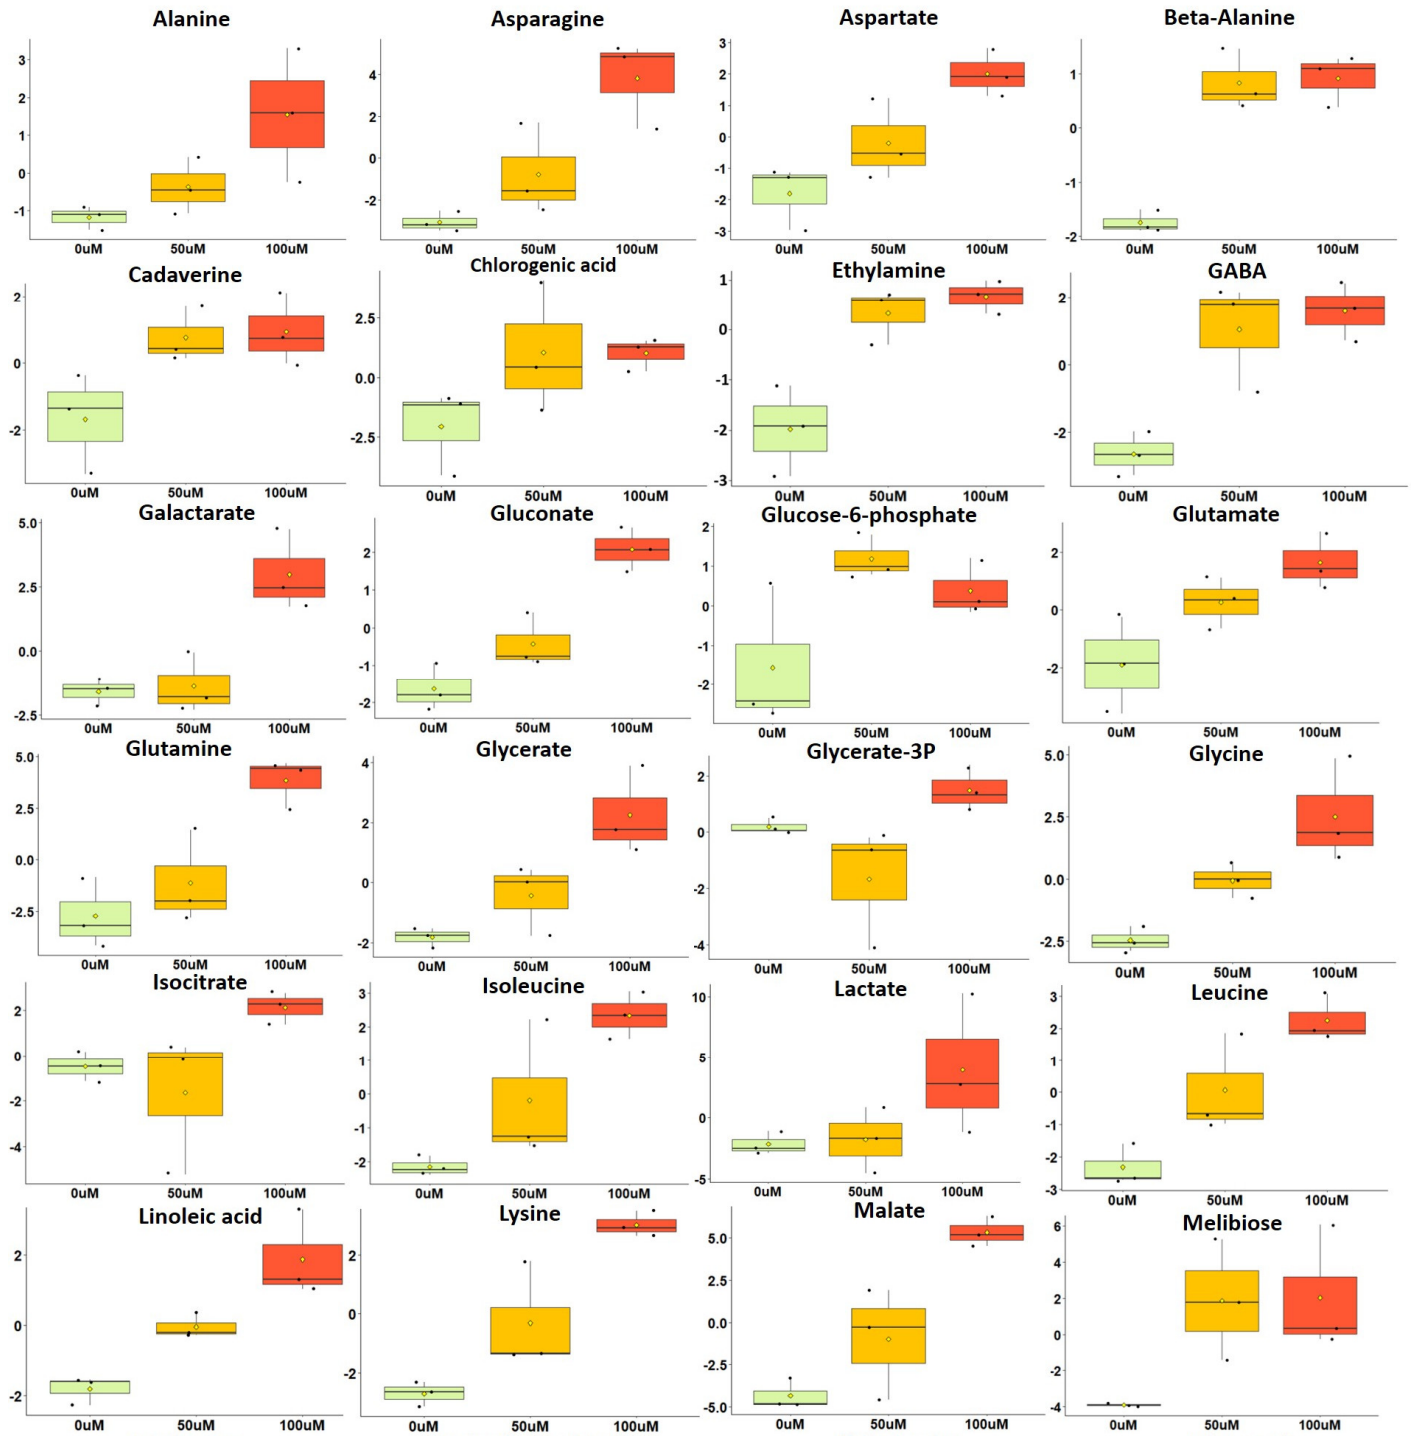 Alanine
3
2
1
0
-1
0uM 50uM 100uM
Asparagine
4
2
0
-2
0uM 50uM 100uM
Aspartate
3
2
1
0
-1
-2
-3
0uM 50uM 100uM
Beta-Alanine
1
0
-1
-2
0uM 50uM 100uM
Cadaverine
2
0
-2
0uM 50uM 100uM
Chlorogenic acid
2.5
0.0
-2.5
0uM 50uM 100uM
Ethylamine
1
0
-1
-2
-3
0uM 50uM 100uM
GABA
2
0
-2
0uM 50uM 100uM
Galactarate
5.0
2.5
0.0
-2.5
0uM 50uM 100uM
Gluconate
2
1
0
-1
-2
0uM 50uM 100uM
Glucose-6-phosphate
2
1
0
-1
-2
0uM 50uM 100uM
Glutamate
2
0
-2
0uM 50uM 100uM
Glutamine
5.0
2.5
0.0
-2.5
0uM 50uM 100uM
Glycerate
4
2
0
-2
0uM 50uM 100uM
Glycerate-3P
2
0
-2
-4
0uM 50uM 100uM
Glycine
5.0
2.5
0.0
-2.5
0uM 50uM 100uM
Isocitrate
2
0
-2
-4
0uM 50uM 100uM
Isoleucine
3
2
1
0
-1
-2
0uM 50uM 100uM
Lactate
10
5
0
-5
0uM 50uM 100uM
Leucine
3
2
1
0
-1
-2
-3
0uM 50uM 100uM
Linoleic acid
2
0
-2
0uM 50uM 100uM
Lysine
2
0
-2
0uM 50uM 100uM
Malate
5.0
2.5
0.0
-2.5
-5.0
0uM 50uM 100uM
Melibiose
6
4
2
0
-2
-4
0uM 50uM 100uM